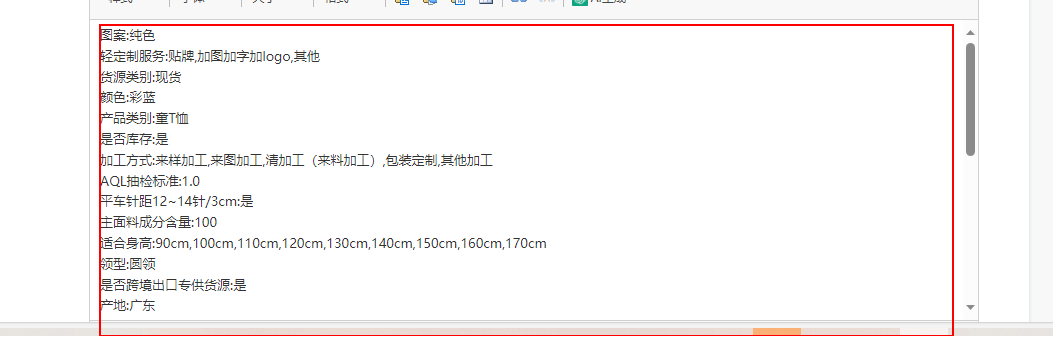 图案:纯色
轻定制服务:贴牌,加图加字加logo,其他
货源类别:现货
颜色:彩蓝
产品类别:童T恤
是否库存:是
加工方式:来样加工,来图加工,清加工（来料加工）,包装定制,其他加工
AQL抽检标准:1.0
平车针距12~14针/3cm:是
主面料成分含量:100
适合身高:90cm,100cm,110cm,120cm,130cm,140cm,150cm,160cm,170cm
领型:圆领
是否跨境出口专供货源:是
产地:广东